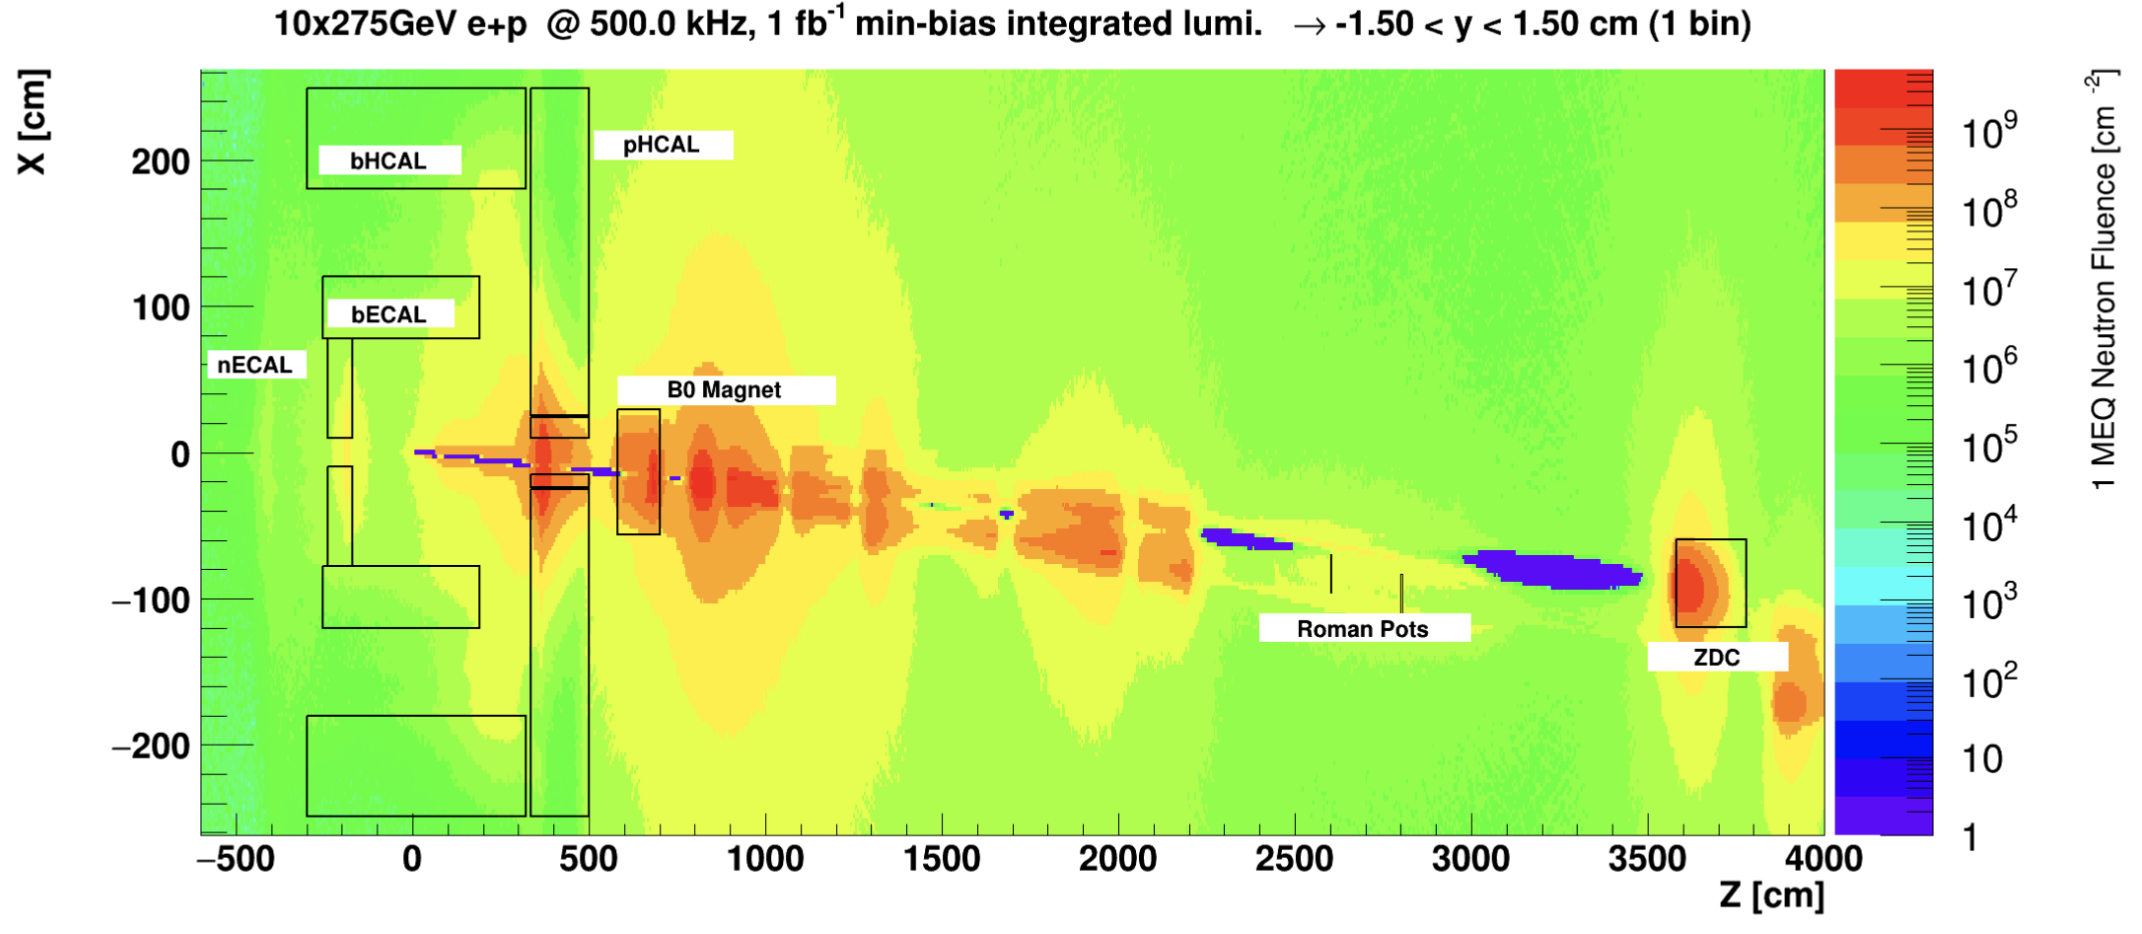 10x275GeV e+p @ 500.0 kHz, 1 fb⁻¹ min-bias integrated lumi. → -1.50 < y < 1.50 cm (1 bin)
X [cm]
200
100
0
−100
−200
bHCAL
pHCAL
bECAL
nECAL
B0 Magnet
Roman Pots
ZDC
−500 0 500 1000 1500 2000 2500 3000 3500 4000
Z [cm]
10⁹
10⁸
10⁷
10⁶
10⁵
10⁴
10³
10²
10
1
1 MEQ Neutron Fluence [cm ⁻²]